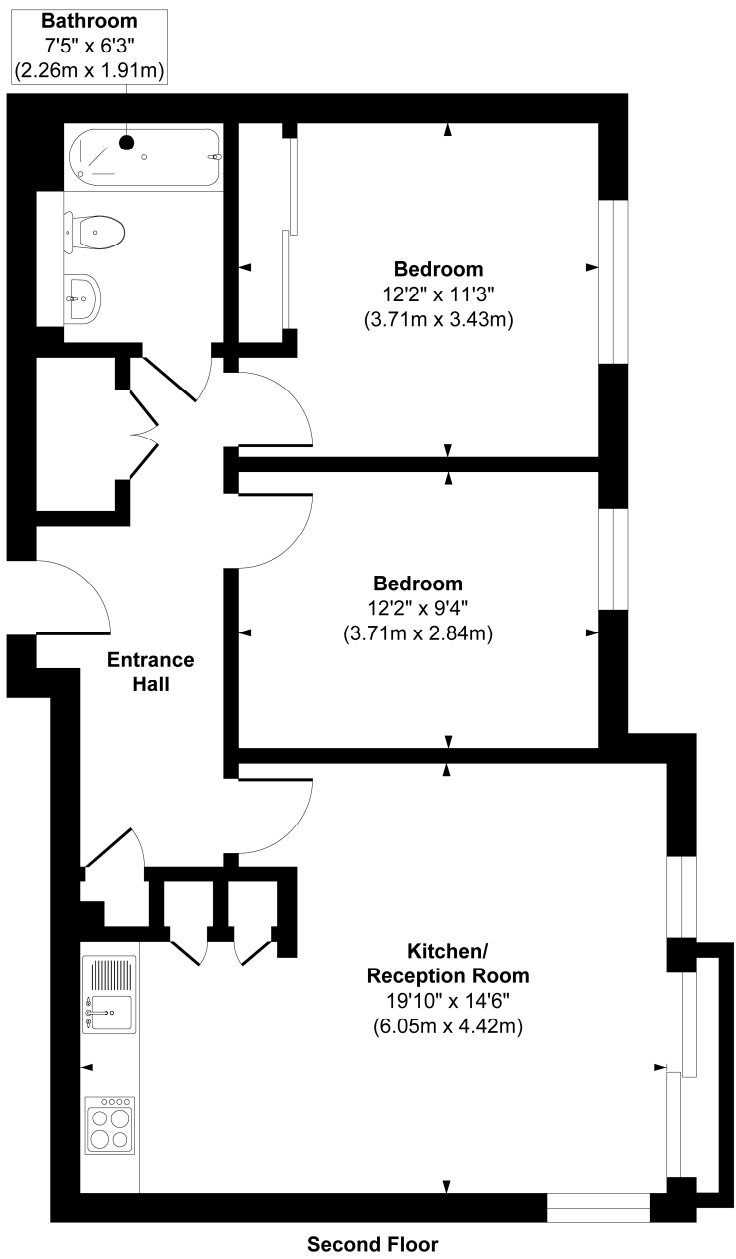 Bathroom
7'5" x 6'3"
(2.26m x 1.91m)
Bedroom
12'2" x 11'3"
(3.71m x 3.43m)
Bedroom
12'2" x 9'4"
(3.71m x 2.84m)
Entrance
Hall
Kitchen/
Reception Room
19'10" x 14'6"
(6.05m x 4.42m)
Second Floor